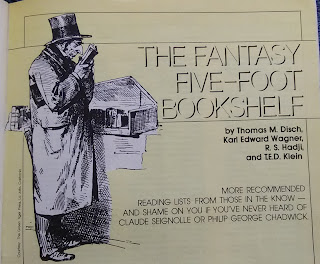 THE FANTASY
FIVE-FOOT
BOOKSHELF
by Thomas M. Disch,
Karl Edward Wagner,
R. S. Hadji,
and T.E.D. Klein
MORE RECOMMENDED
READING LISTS FROM THOSE IN THE KNOW —
AND SHAME ON YOU IF YOU'VE NEVER HEARD OF
CLAUDE SEIGNOLLE OR PHILIP GEORGE CHADWICK